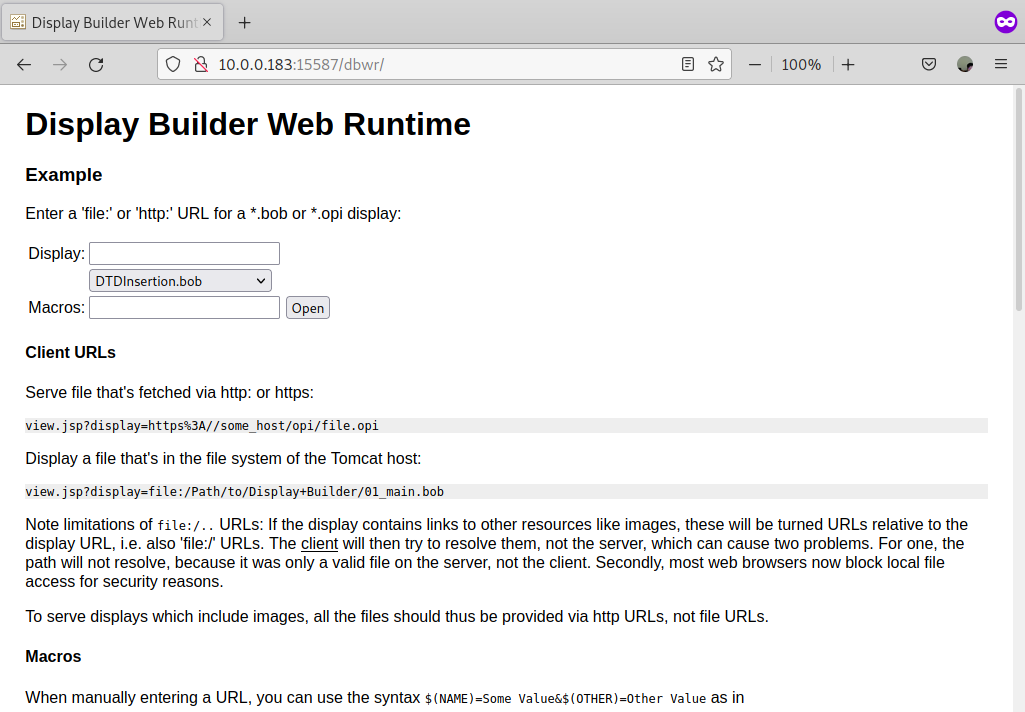 Display Builder Web Runt
10.0.0.183:15587/dbwr/
100%
Display Builder Web Runtime
Example
Enter a 'file:' or 'http:' URL for a *.bob or *.opi display:
Display:
DTDInsertion.bob
Macros: Open
Client URLs
Serve file that's fetched via http: or https:
view.jsp?display=https%3A//some_host/opi/file.opi
Display a file that's in the file system of the Tomcat host:
view.jsp?display=file:/Path/to/Display+Builder/01_main.bob
Note limitations of file:/.. URLs: If the display contains links to other resources like images, these will be turned URLs relative to the
display URL, i.e. also 'file:/' URLs. The client will then try to resolve them, not the server, which can cause two problems. For one, the
path will not resolve, because it was only a valid file on the server, not the client. Secondly, most web browsers now block local file
access for security reasons.
To serve displays which include images, all the files should thus be provided via http URLs, not file URLs.
Macros
When manually entering a URL, you can use the syntax $(NAME)=Some Value&$(OTHER)=Other Value as in